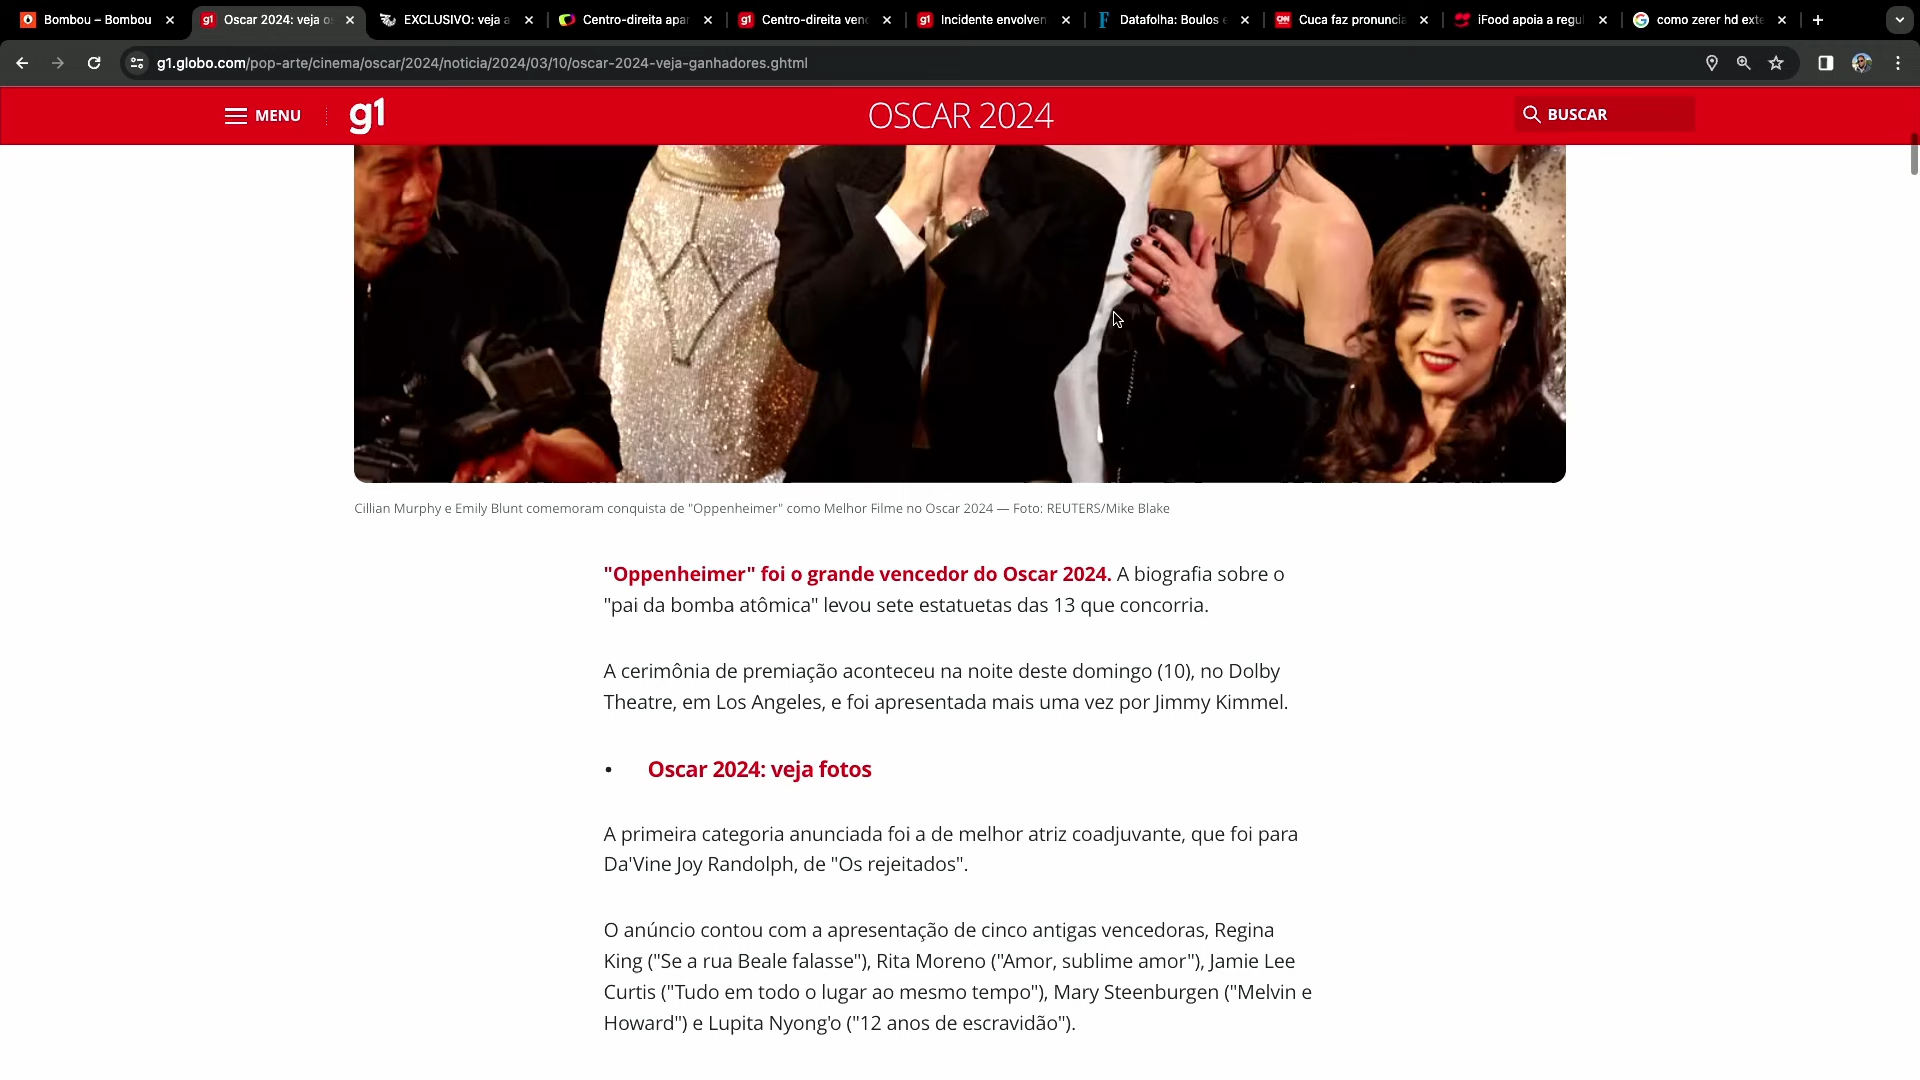 Bombou – Bombou
Oscar 2024: veja os
EXCLUSIVO: veja a
Centro-direita apar
Centro-direita venc
Incidente envolven
Datafolha: Boulos e
Cuca faz pronuncia
iFood apoia a regul
como zerer hd exte
g1.globo.com/pop-arte/cinema/oscar/2024/noticia/2024/03/10/oscar-2024-veja-ganhadores.ghtml
MENU
g1
OSCAR 2024
BUSCAR
Cillian Murphy e Emily Blunt comemoram conquista de "Oppenheimer" como Melhor Filme no Oscar 2024 — Foto: REUTERS/Mike Blake
"Oppenheimer" foi o grande vencedor do Oscar 2024. A biografia sobre o
"pai da bomba atômica" levou sete estatuetas das 13 que concorria.
A cerimônia de premiação aconteceu na noite deste domingo (10), no Dolby
Theatre, em Los Angeles, e foi apresentada mais uma vez por Jimmy Kimmel.
• Oscar 2024: veja fotos
A primeira categoria anunciada foi a de melhor atriz coadjuvante, que foi para
Da'Vine Joy Randolph, de "Os rejeitados".
O anúncio contou com a apresentação de cinco antigas vencedoras, Regina
King ("Se a rua Beale falasse"), Rita Moreno ("Amor, sublime amor"), Jamie Lee
Curtis ("Tudo em todo o lugar ao mesmo tempo"), Mary Steenburgen ("Melvin e
Howard") e Lupita Nyong'o ("12 anos de escravidão").